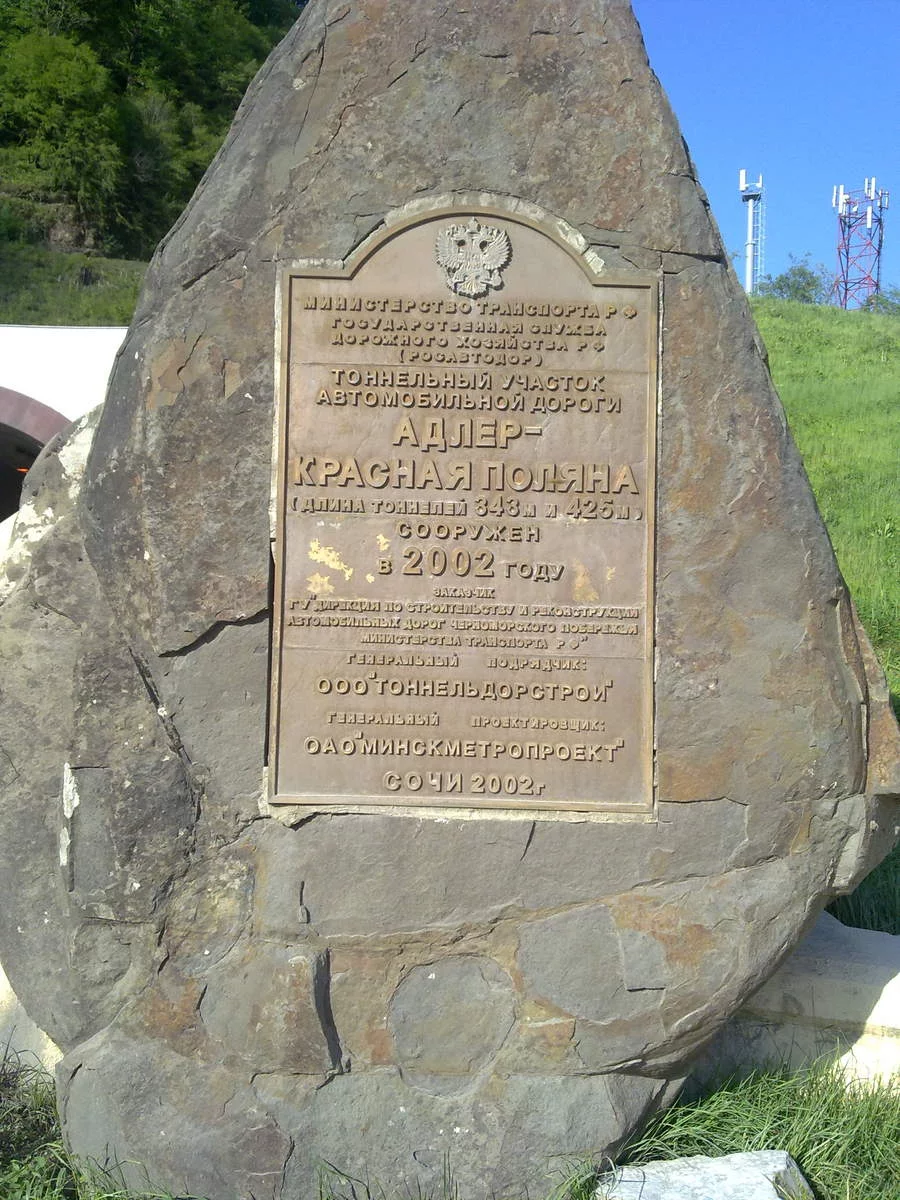 МИНИСТЕРСТВО ТРАНСПОРТА РФ
ГОСУДАРСТВЕННАЯ СЛУЖБА
ДОРОЖНОГО ХОЗЯЙСТВА РФ
(РОСАВТОДОР)
ТОННЕЛЬНЫЙ УЧАСТОК
АВТОМОБИЛЬНОЙ ДОРОГИ
АДЛЕР-
КРАСНАЯ ПОЛЯНА
(ДЛИНА ТОННЕЛЕЙ 343м И 425м)
СООРУЖЕН
В 2002 ГОДУ
ЗАКАЗЧИК
ГУ "ДИРЕКЦИЯ ПО СТРОИТЕЛЬСТВУ И РЕКОНСТРУКЦИИ
АВТОМОБИЛЬНЫХ ДОРОГ ЧЕРНОМОРСКОГО ПОБЕРЕЖЬЯ
МИНИСТЕРСТВА ТРАНСПОРТА РФ"
ГЕНЕРАЛЬНЫЙ ПОДРЯДЧИК:
ООО "ТОННЕЛЬДОРСТРОЙ"
ГЕНЕРАЛЬНЫЙ ПРОЕКТИРОВЩИК:
ОАО "МИНСКМЕТРОПРОЕКТ"
СОЧИ 2002г